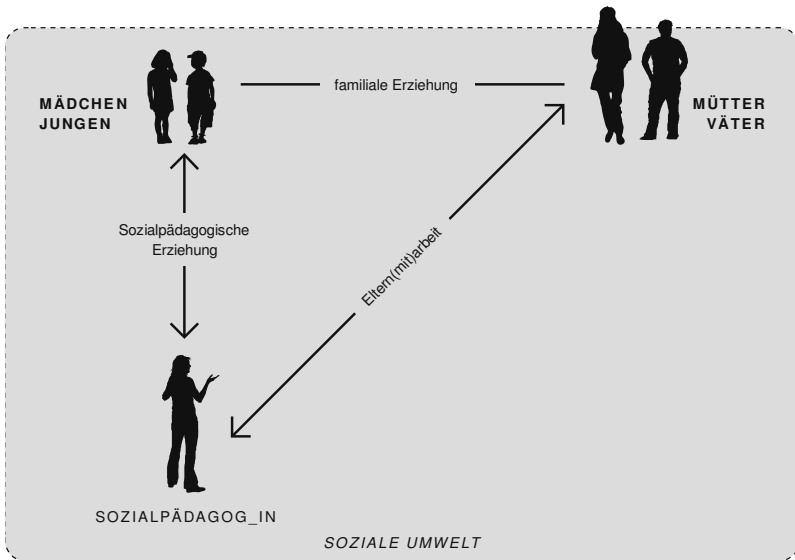 familiale Erziehung
MÄDCHEN
JUNGEN
MÜTTER
VÄTER
Sozialpädagogische
Erziehung
Eltern(mit)arbeit
SOZIALPÄDAGOG_IN
SOZIALE UMWELT